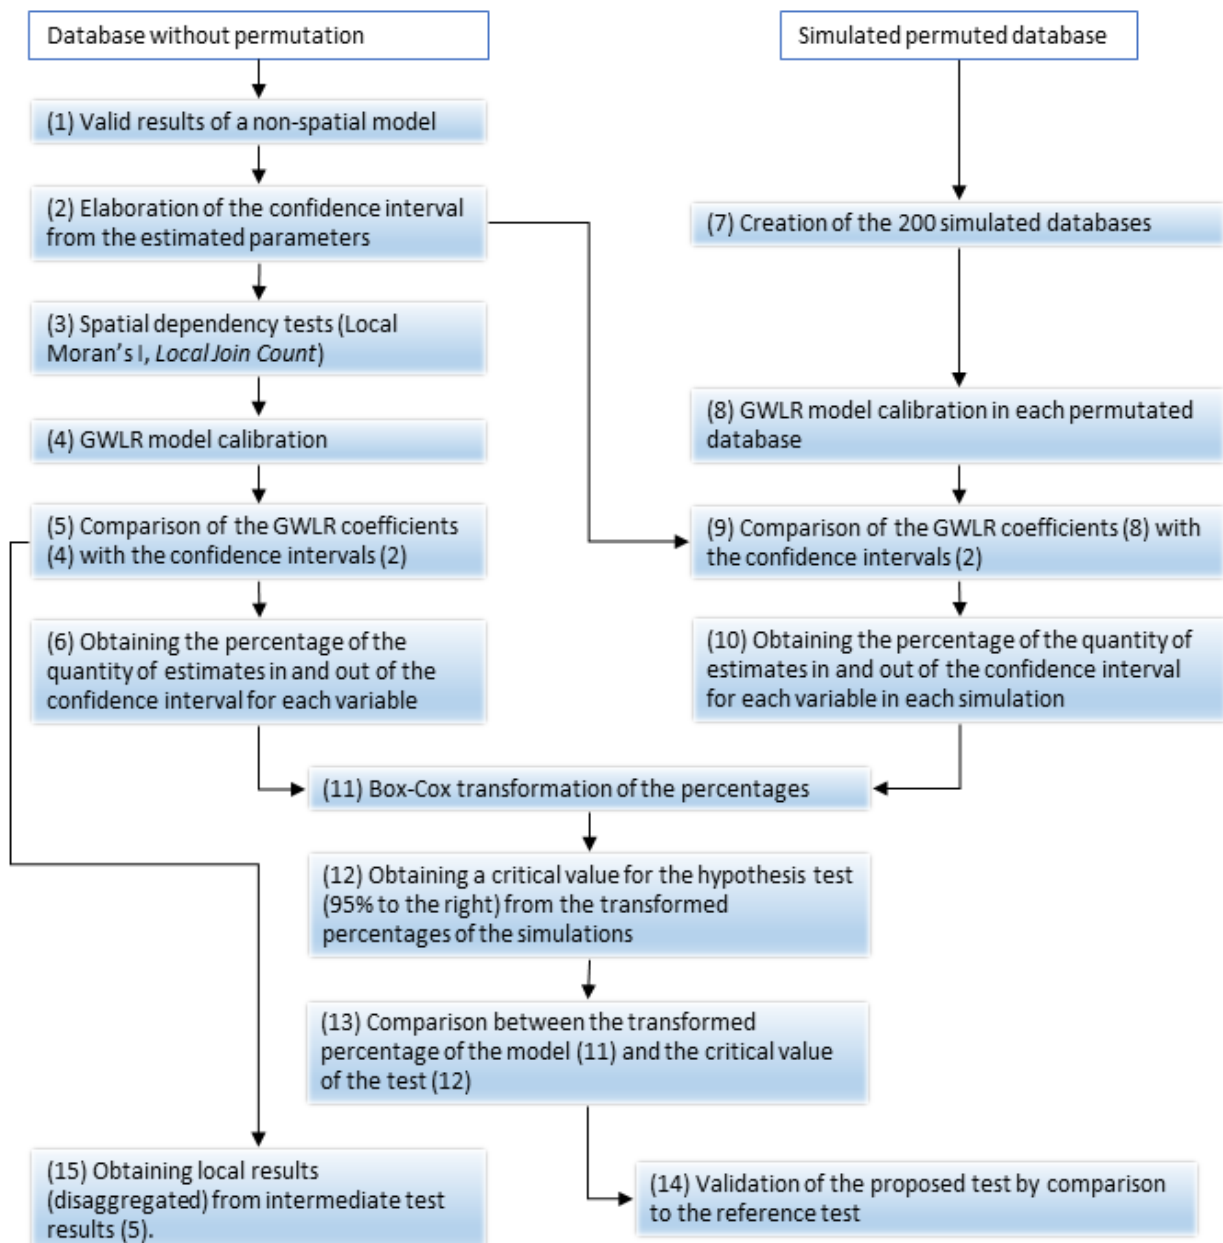 Database without permutation
(1) Valid results of a non-spatial model
(2) Elaboration of the confidence interval
from the estimated parameters
(3) Spatial dependency tests (Local
Moran's I, Local Join Count)
(4) GWLR model calibration
(5) Comparison of the GWLR coefficients
(4) with the confidence intervals (2)
(6) Obtaining the percentage of the
quantity of estimates in and out of the
confidence interval for each variable
Simulated permuted database
(7) Creation of the 200 simulated databases
(8) GWLR model calibration in each permutated
database
(9) Comparison of the GWLR coefficients (8) with
the confidence intervals (2)
(10) Obtaining the percentage of the quantity of
estimates in and out of the confidence interval
for each variable in each simulation
(11) Box-Cox transformation of the percentages
(12) Obtaining a critical value for the hypothesis test
(95% to the right) from the transformed
percentages of the simulations
(13) Comparison between the transformed
percentage of the model (11) and the critical value
of the test (12)
(14) Validation of the proposed test by comparison
to the reference test
(15) Obtaining local results
(disaggregated) from intermediate test
results (5).